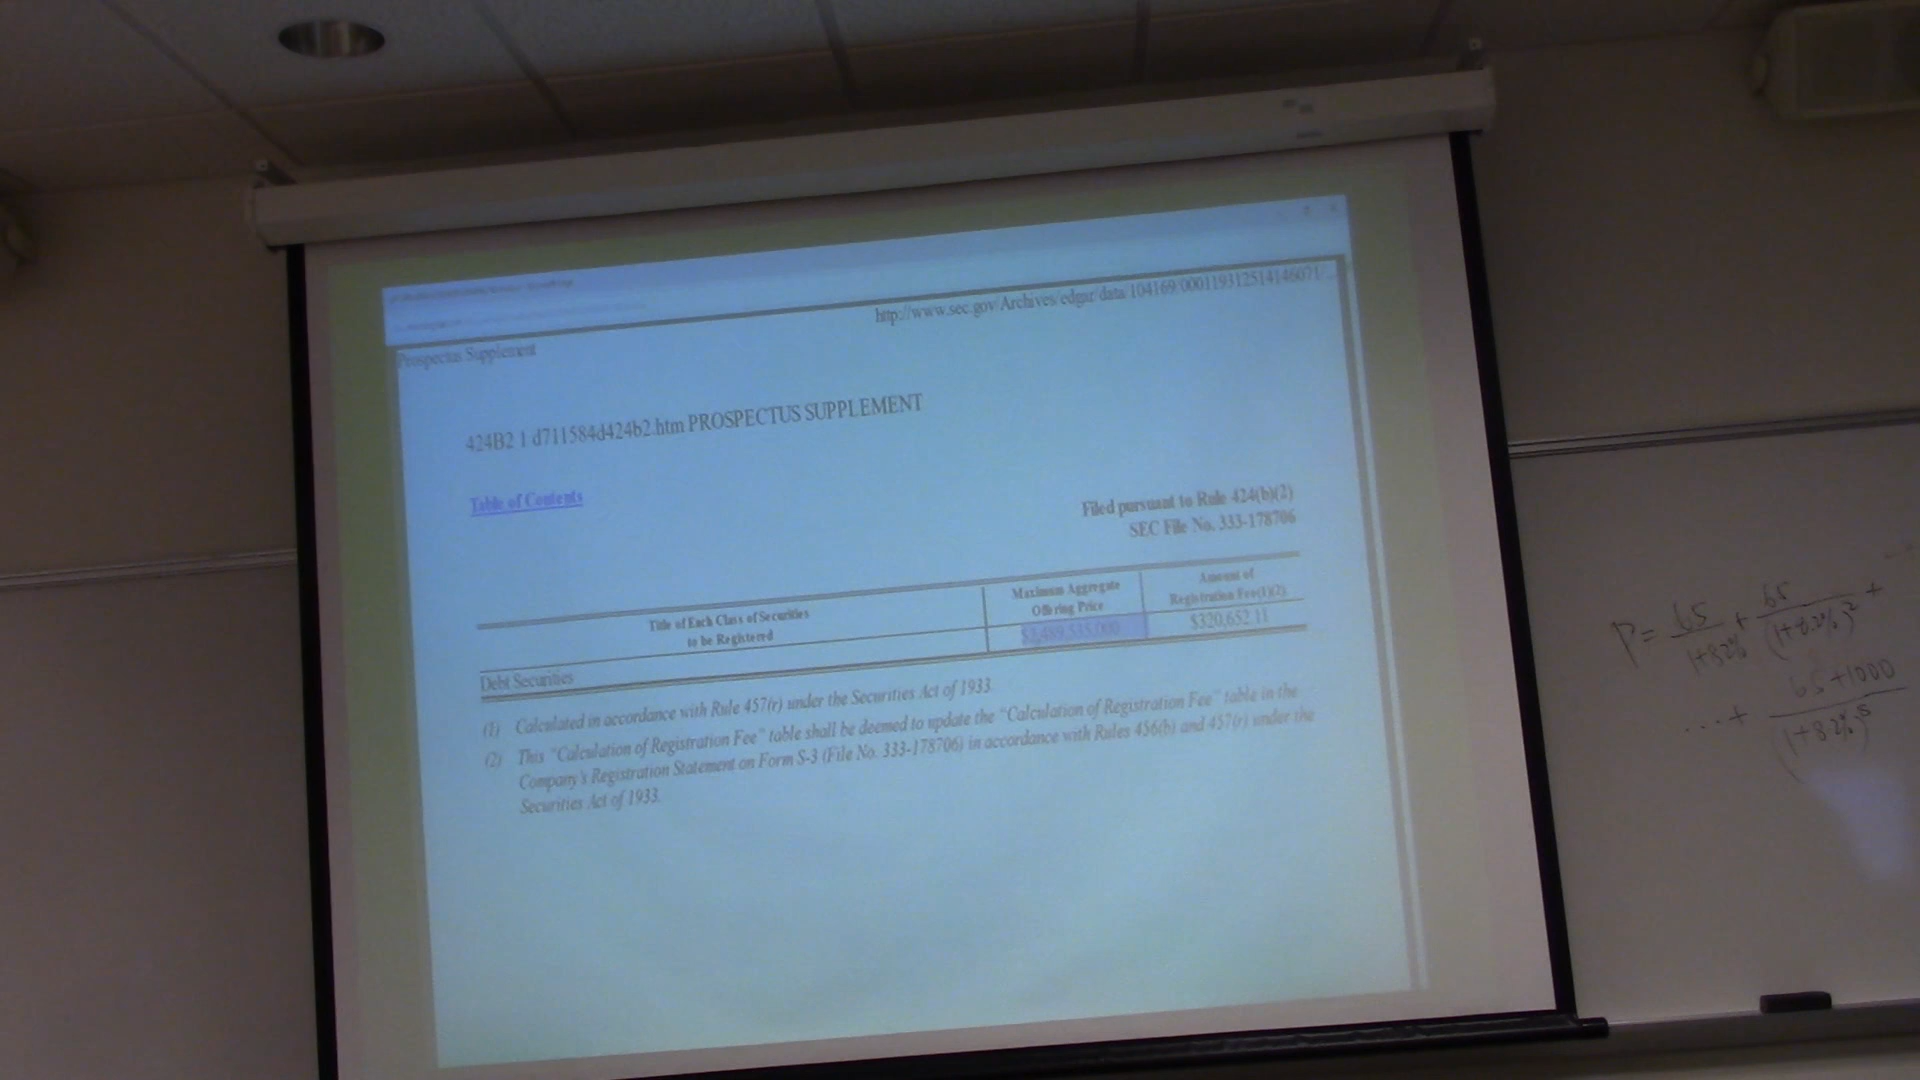 Prospectus Supplement
http://www.sec.gov/Archives/edgar/data/104169/000119312514146071/...
424B2 1 d711584d424b2.htm PROSPECTUS SUPPLEMENT
Table of Contents
Filed pursuant to Rule 424(b)(2)
SEC File No. 333-178706
Title of Each Class of Securities
to be Registered
Maximum Aggregate
Offering Price
Amount of
Registration Fee(1)(2)
Debt Securities
$2,489,535,000
$320,652.11
(1) Calculated in accordance with Rule 457(r) under the Securities Act of 1933.
(2) This "Calculation of Registration Fee" table shall be deemed to update the "Calculation of Registration Fee" table in the
Company's Registration Statement on Form S-3 (File No. 333-178706) in accordance with Rules 456(b) and 457(r) under the
Securities Act of 1933.
P = 65/(1+8.2%) + 65/(1+8.2%)² +
...+ (65+1000)/(1+8.2%)⁵